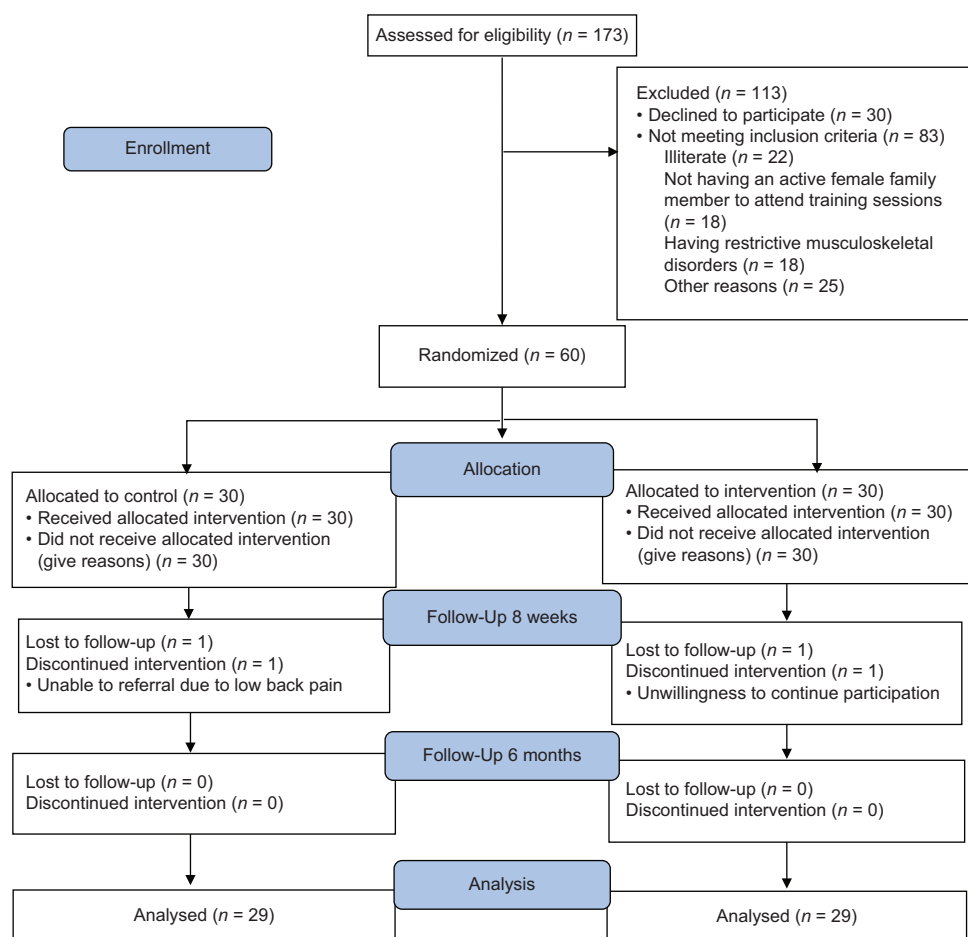 Assessed for eligibility (n = 173)
Excluded (n = 113)
• Declined to participate (n = 30)
• Not meeting inclusion criteria (n = 83)
Illiterate (n = 22)
Not having an active female family
member to attend training sessions
(n = 18)
Having restrictive musculoskeletal
disorders (n = 18)
Other reasons (n = 25)
Enrollment
Randomized (n = 60)
Allocation
Allocated to control (n = 30)
• Received allocated intervention (n = 30)
• Did not receive allocated intervention
(give reasons) (n = 30)
Allocated to intervention (n = 30)
• Received allocated intervention (n = 30)
• Did not receive allocated intervention
(give reasons) (n = 30)
Follow-Up 8 weeks
Lost to follow-up (n = 1)
Discontinued intervention (n = 1)
• Unable to referral due to low back pain
Lost to follow-up (n = 1)
Discontinued intervention (n = 1)
• Unwillingness to continue participation
Follow-Up 6 months
Lost to follow-up (n = 0)
Discontinued intervention (n = 0)
Lost to follow-up (n = 0)
Discontinued intervention (n = 0)
Analysis
Analysed (n = 29)
Analysed (n = 29)